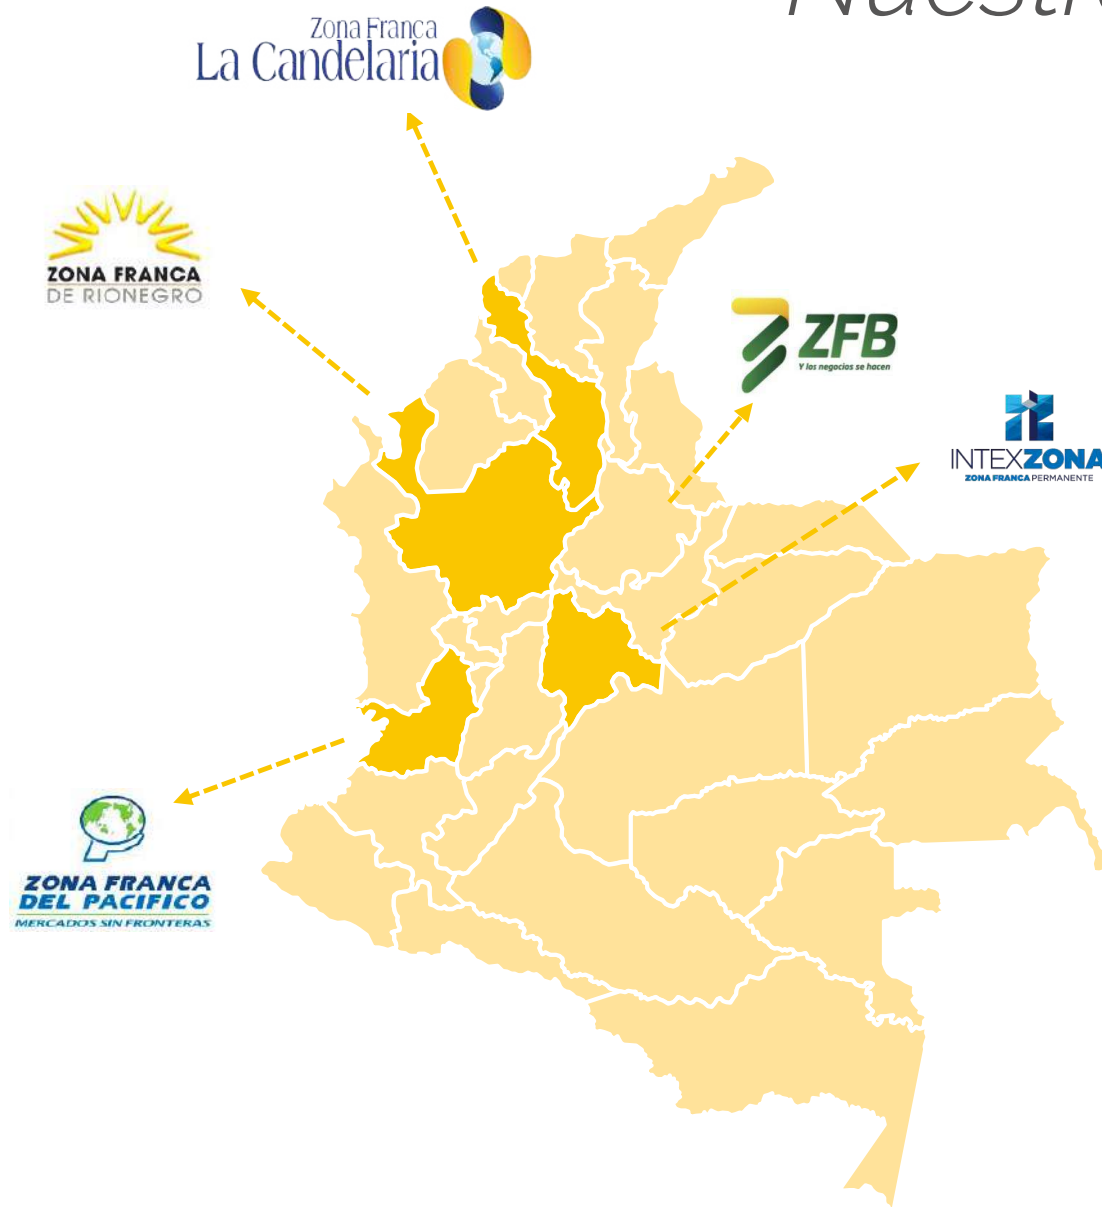 Zona Franca
La Candelaria
ZONA FRANCA
DE RIONEGRO
ZFB
Y los negocios se hacen
INTEXZONA
ZONA FRANCA PERMANENTE
ZONA FRANCA
DEL PACIFICO
MERCADOS SIN FRONTERAS